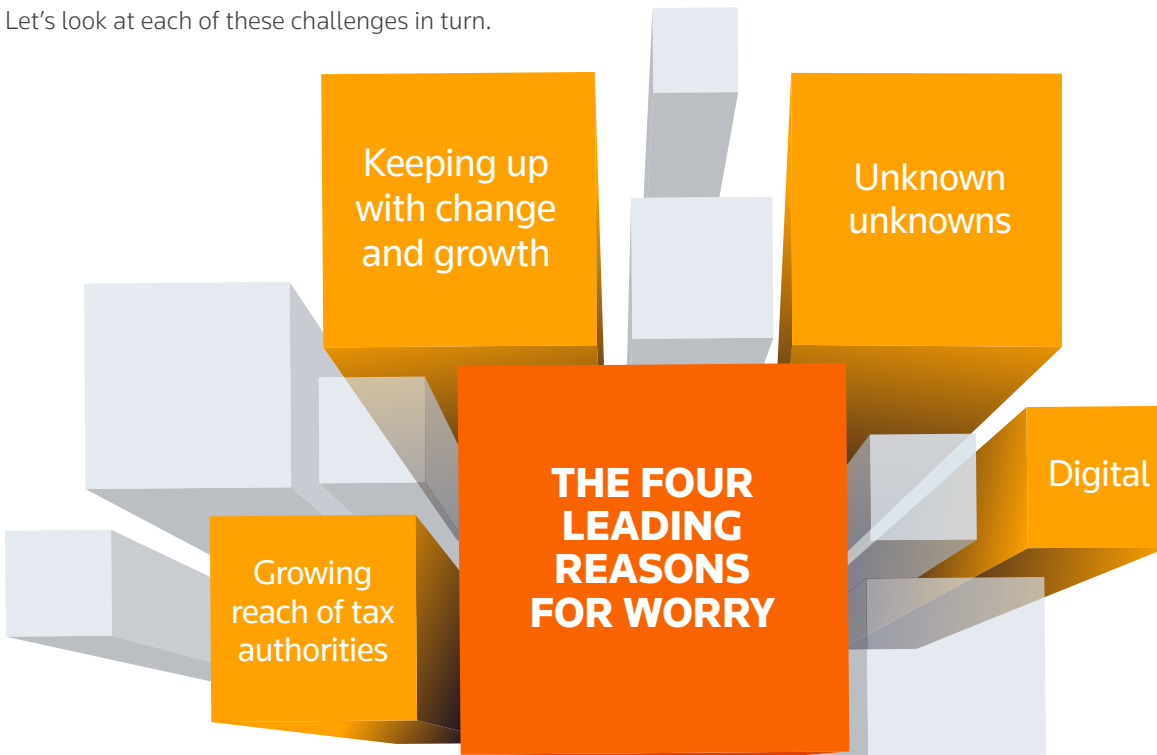 Let’s look at each of these challenges in turn.
Keeping up
with change
and growth
Unknown
unknowns
Digital
THE FOUR
LEADING
REASONS
FOR WORRY
Growing
reach of tax
authorities